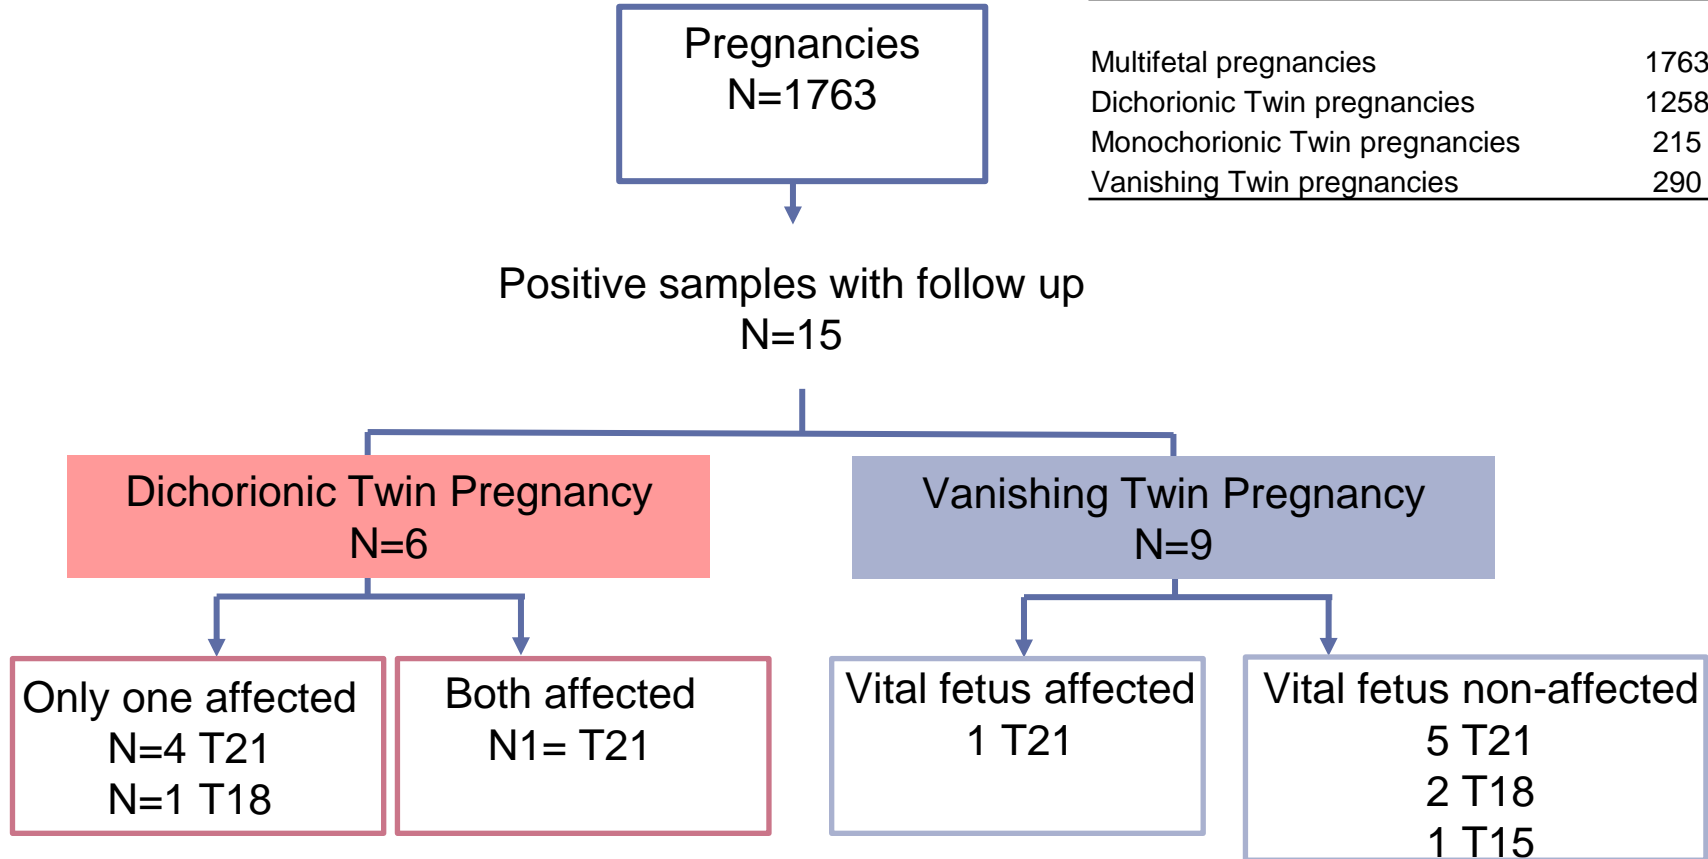 Pregnancies
N=1763
Multifetal pregnancies 1763
Dichorionic Twin pregnancies 1258
Monochorionic Twin pregnancies 215
Vanishing Twin pregnancies 290
Positive samples with follow up
N=15
Dichorionic Twin Pregnancy
N=6
Vanishing Twin Pregnancy
N=9
Only one affected
N=4 T21
N=1 T18
Both affected
N1= T21
Vital fetus affected
1 T21
Vital fetus non-affected
5 T21
2 T18
1 T15